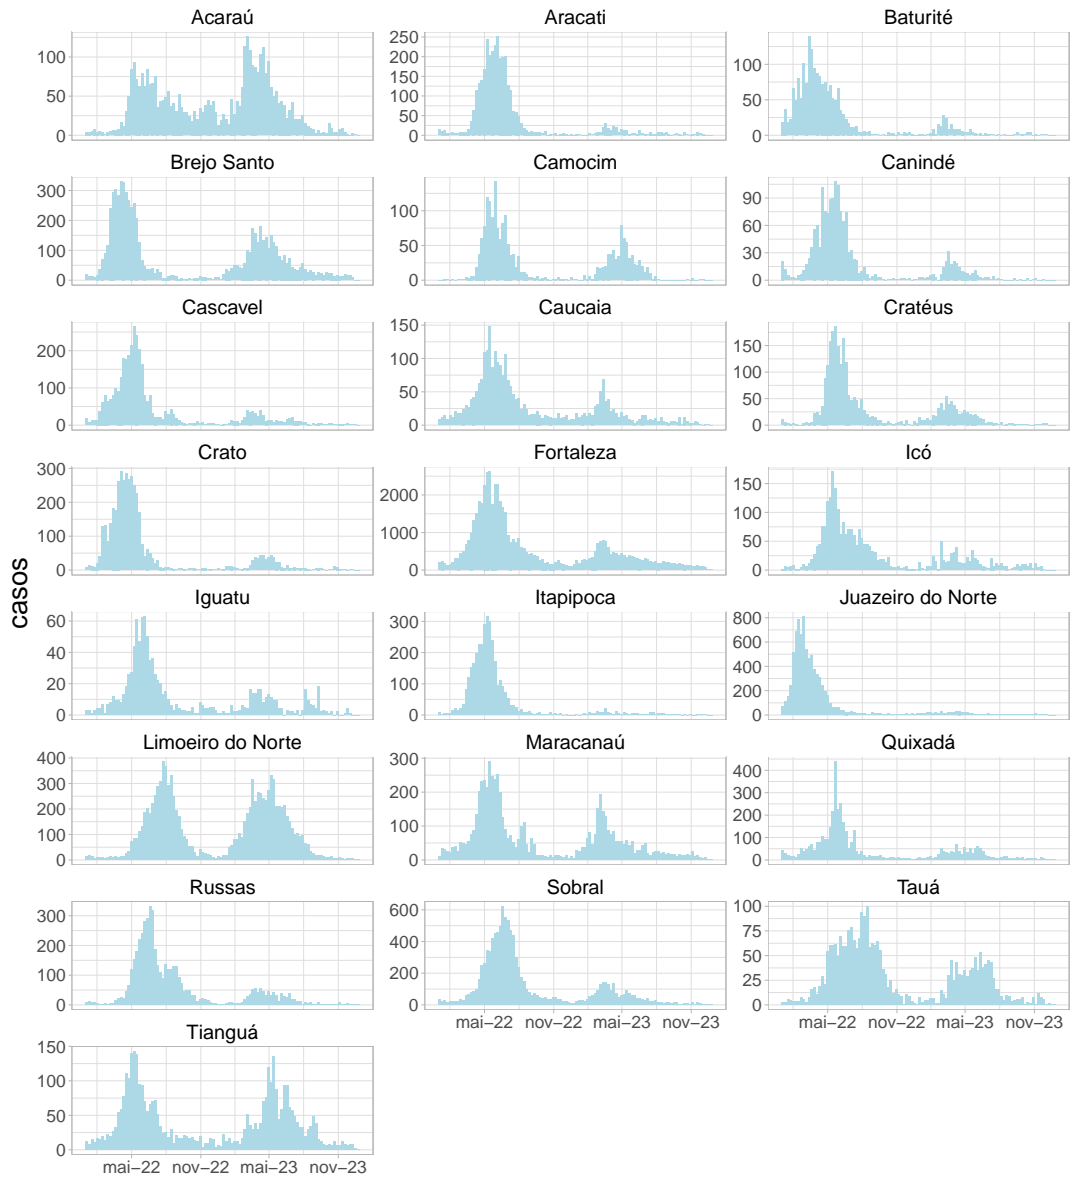 Acaraú Aracati Baturité
100 50 0
250 200 150 100 50 0
100 50 0
Brejo Santo Camocim Canindé
300 200 100 0
100 50 0
90 60 30 0
Cascavel Caucaia Cratéus
200 100 0
150 100 50 0
150 100 50 0
Crato Fortaleza Icó
300 200 100 0
2000 1000 0
150 100 50 0
casos
Iguatu Itapipoca Juazeiro do Norte
60 40 20 0
300 200 100 0
800 600 400 200 0
Limoeiro do Norte Maracanaú Quixadá
400 300 200 100 0
300 200 100 0
400 300 200 100 0
Russas Sobral Tauá
300 200 100 0
600 400 200 0
100 75 50 25 0
mai−22 nov−22 mai−23 nov−23 mai−22 nov−22 mai−23 nov−23
Tianguá
150 100 50 0
mai−22 nov−22 mai−23 nov−23